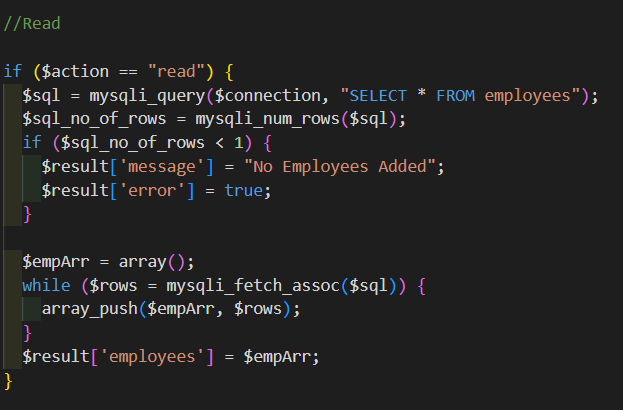 //Read
if ($action == "read") {
$sql = mysqli_query($connection, "SELECT * FROM employees");
$sql_no_of_rows = mysqli_num_rows($sql);
if ($sql_no_of_rows < 1) {
$result['message'] = "No Employees Added";
$result['error'] = true;
}
$empArr = array();
while ($rows = mysqli_fetch_assoc($sql)) {
array_push($empArr, $rows);
}
$result['employees'] = $empArr;
}